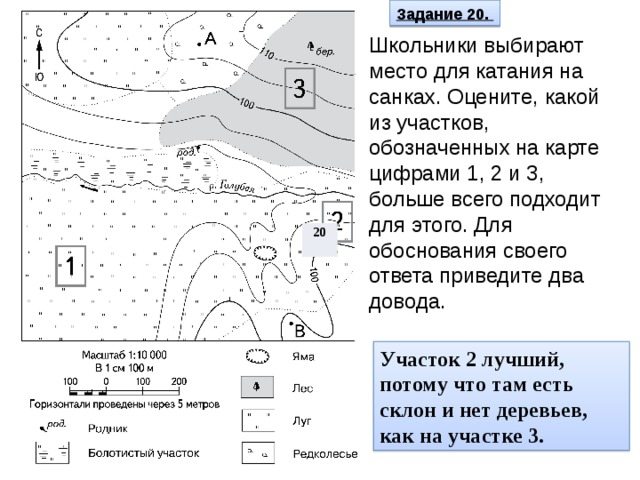 Задание 20.
Школьники выбирают
место для катания на
санках. Оцените, какой
из участков,
обозначенных на карте
цифрами 1, 2 и 3,
больше всего подходит
для этого. Для
обоснования своего
ответа приведите два
довода.
Участок 2 лучший,
потому что там есть
склон и нет деревьев,
как на участке 3.
С
Ю
А
110
бер.
3
100
род.
р. Голубая
2
20
1
100
В
Масштаб 1:10 000
В 1 см 100 м
100 0 100 200
Горизонтали проведены через 5 метров
род. Родник
Болотистый участок
Яма
Лес
Луг
Редколесье